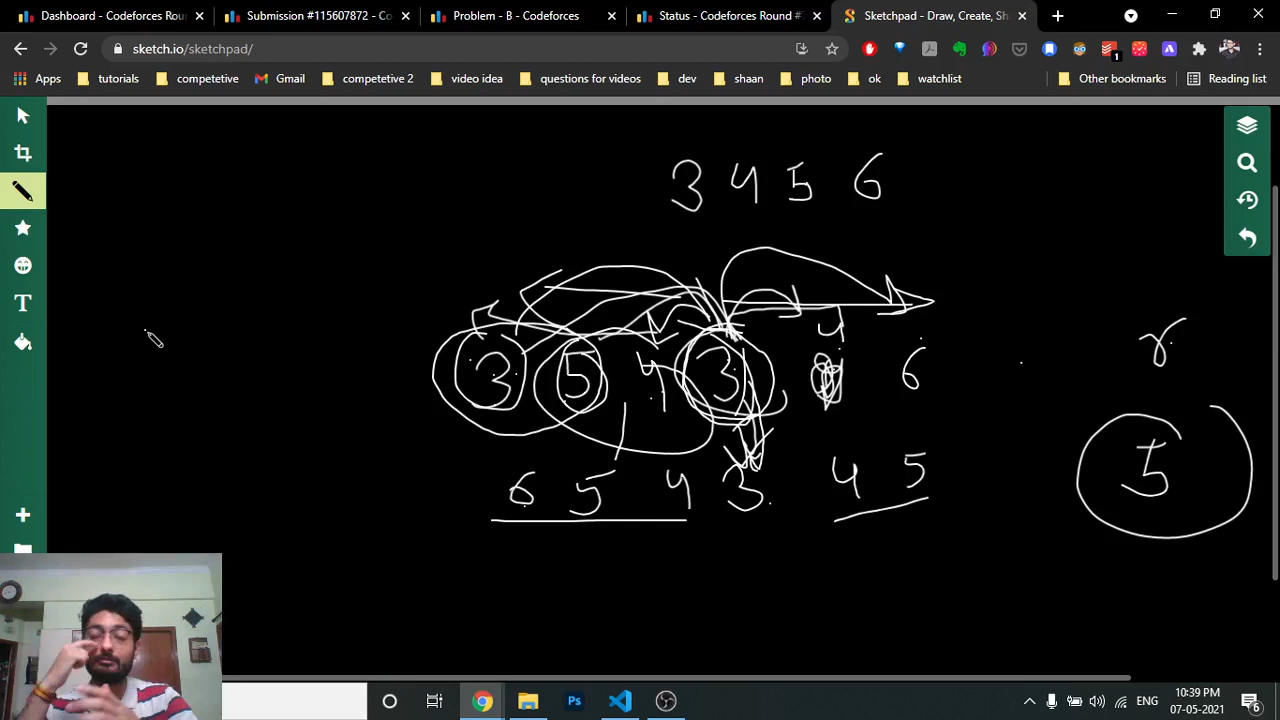 Dashboard - Codeforces Rou
Submission #115607872 - Co
Problem - B - Codeforces
Status - Codeforces Round #
Sketchpad - Draw, Create, Sh
sketch.io/sketchpad/
1
Apps
tutorials
competetive
Gmail
competetive 2
video idea
questions for videos
dev
shaan
photo
ok
watchlist
Other bookmarks
Reading list
T
3 4 5 6
4
3 5 4 3 6
r
6 5 4 3 4 5
5
Ps
ENG
10:39 PM
07-05-2021
6